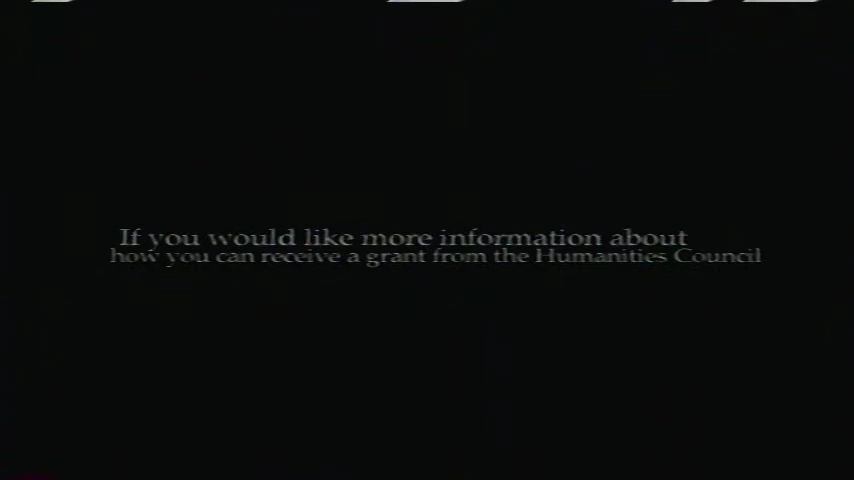 If you would like more information about
how you can receive a grant from the Humanities Council